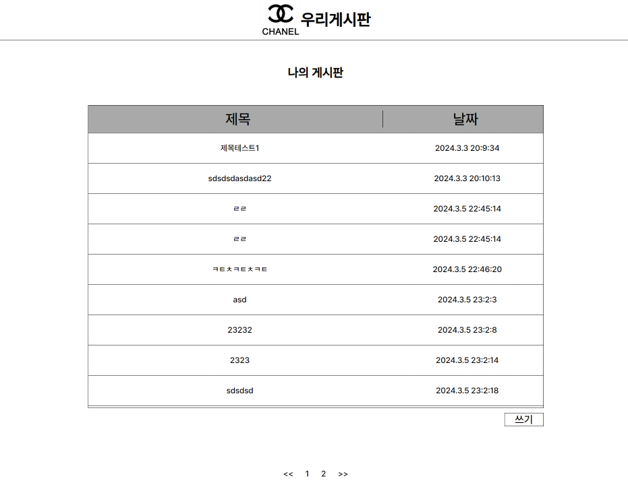 CHANEL 우리게시판
나의 게시판
제목 날짜
제목테스트1 2024.3.3 20:9:34
sdsdsdasdasd22 2024.3.3 20:10:13
ㄹㄹ 2024.3.5 22:45:14
ㄹㄹ 2024.3.5 22:45:14
ㅋㅌㅊㅋㅌㅊㅋㅌ 2024.3.5 22:46:20
asd 2024.3.5 23:2:3
23232 2024.3.5 23:2:8
2323 2024.3.5 23:2:14
sdsdsd 2024.3.5 23:2:18
쓰기
<< 1 2 >>